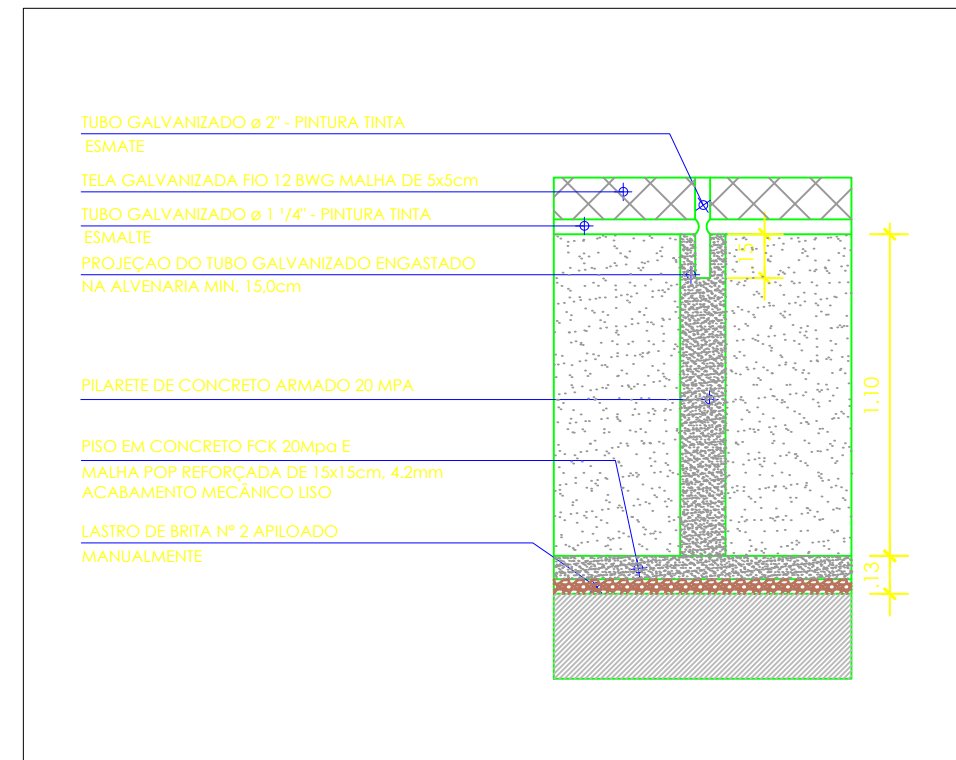 TUBO GALVANIZADO ø 2" - PINTURA TINTA
ESMATE
TELA GALVANIZADA FIO 12 BWG MALHA DE 5x5cm
TUBO GALVANIZADO ø 1 1/4" - PINTURA TINTA
ESMALTE
PROJEÇAO DO TUBO GALVANIZADO ENGASTADO
NA ALVENARIA MIN. 15,0cm
.15
PILARETE DE CONCRETO ARMADO 20 MPA
1.10
PISO EM CONCRETO FCK 20Mpa E
MALHA POP REFORÇADA DE 15x15cm, 4.2mm
ACABAMENTO MECÂNICO LISO
LASTRO DE BRITA N° 2 APILOADO
MANUALMENTE
.13